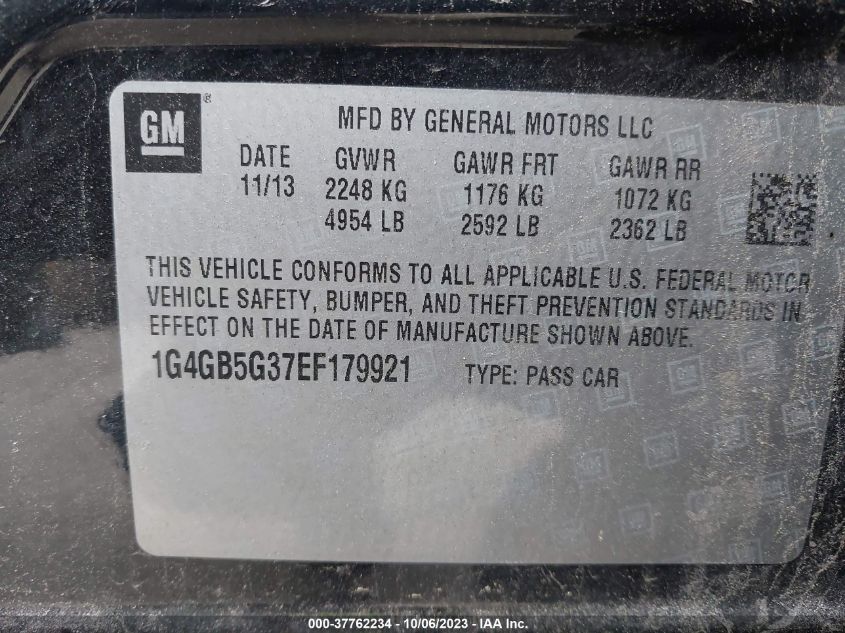 GM ® MFD BY GENERAL MOTORS LLC
DATE GVWR GAWR FRT GAWR RR
11/13 2248 KG 1176 KG 1072 KG
4954 LB 2592 LB 2362 LB
THIS VEHICLE CONFORMS TO ALL APPLICABLE U.S. FEDERAL MOTOR
VEHICLE SAFETY, BUMPER, AND THEFT PREVENTION STANDARDS IN
EFFECT ON THE DATE OF MANUFACTURE SHOWN ABOVE.
1G4GB5G37EF179921 TYPE: PASS CAR
000-37762234 - 10/06/2023 - IAA Inc.